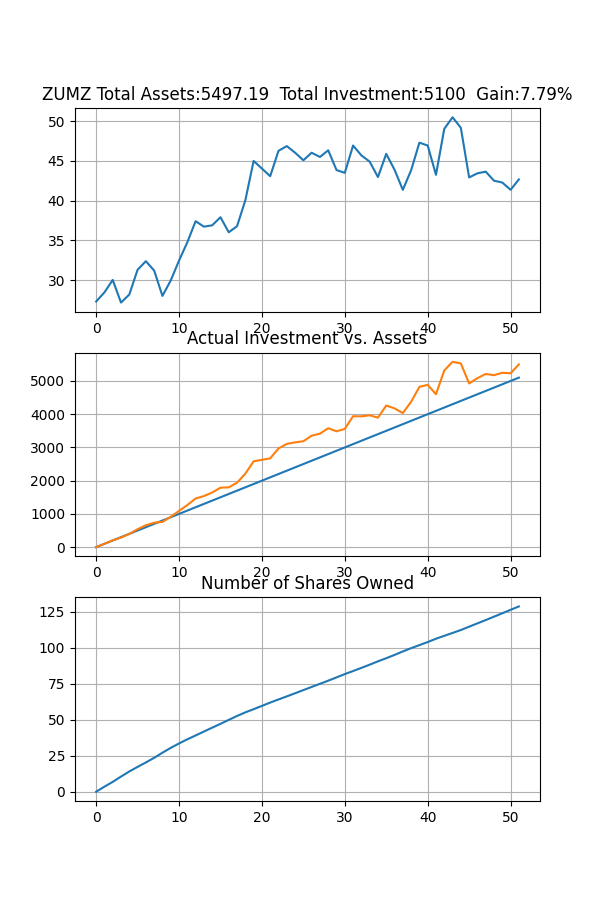 ZUMZ Total Assets:5497.19  Total Investment:5100  Gain:7.79%
50
45
40
35
30
0 10 20 30 40 50
Actual Investment vs. Assets
5000
4000
3000
2000
1000
0
0 10 20 30 40 50
Number of Shares Owned
125
100
75
50
25
0
0 10 20 30 40 50